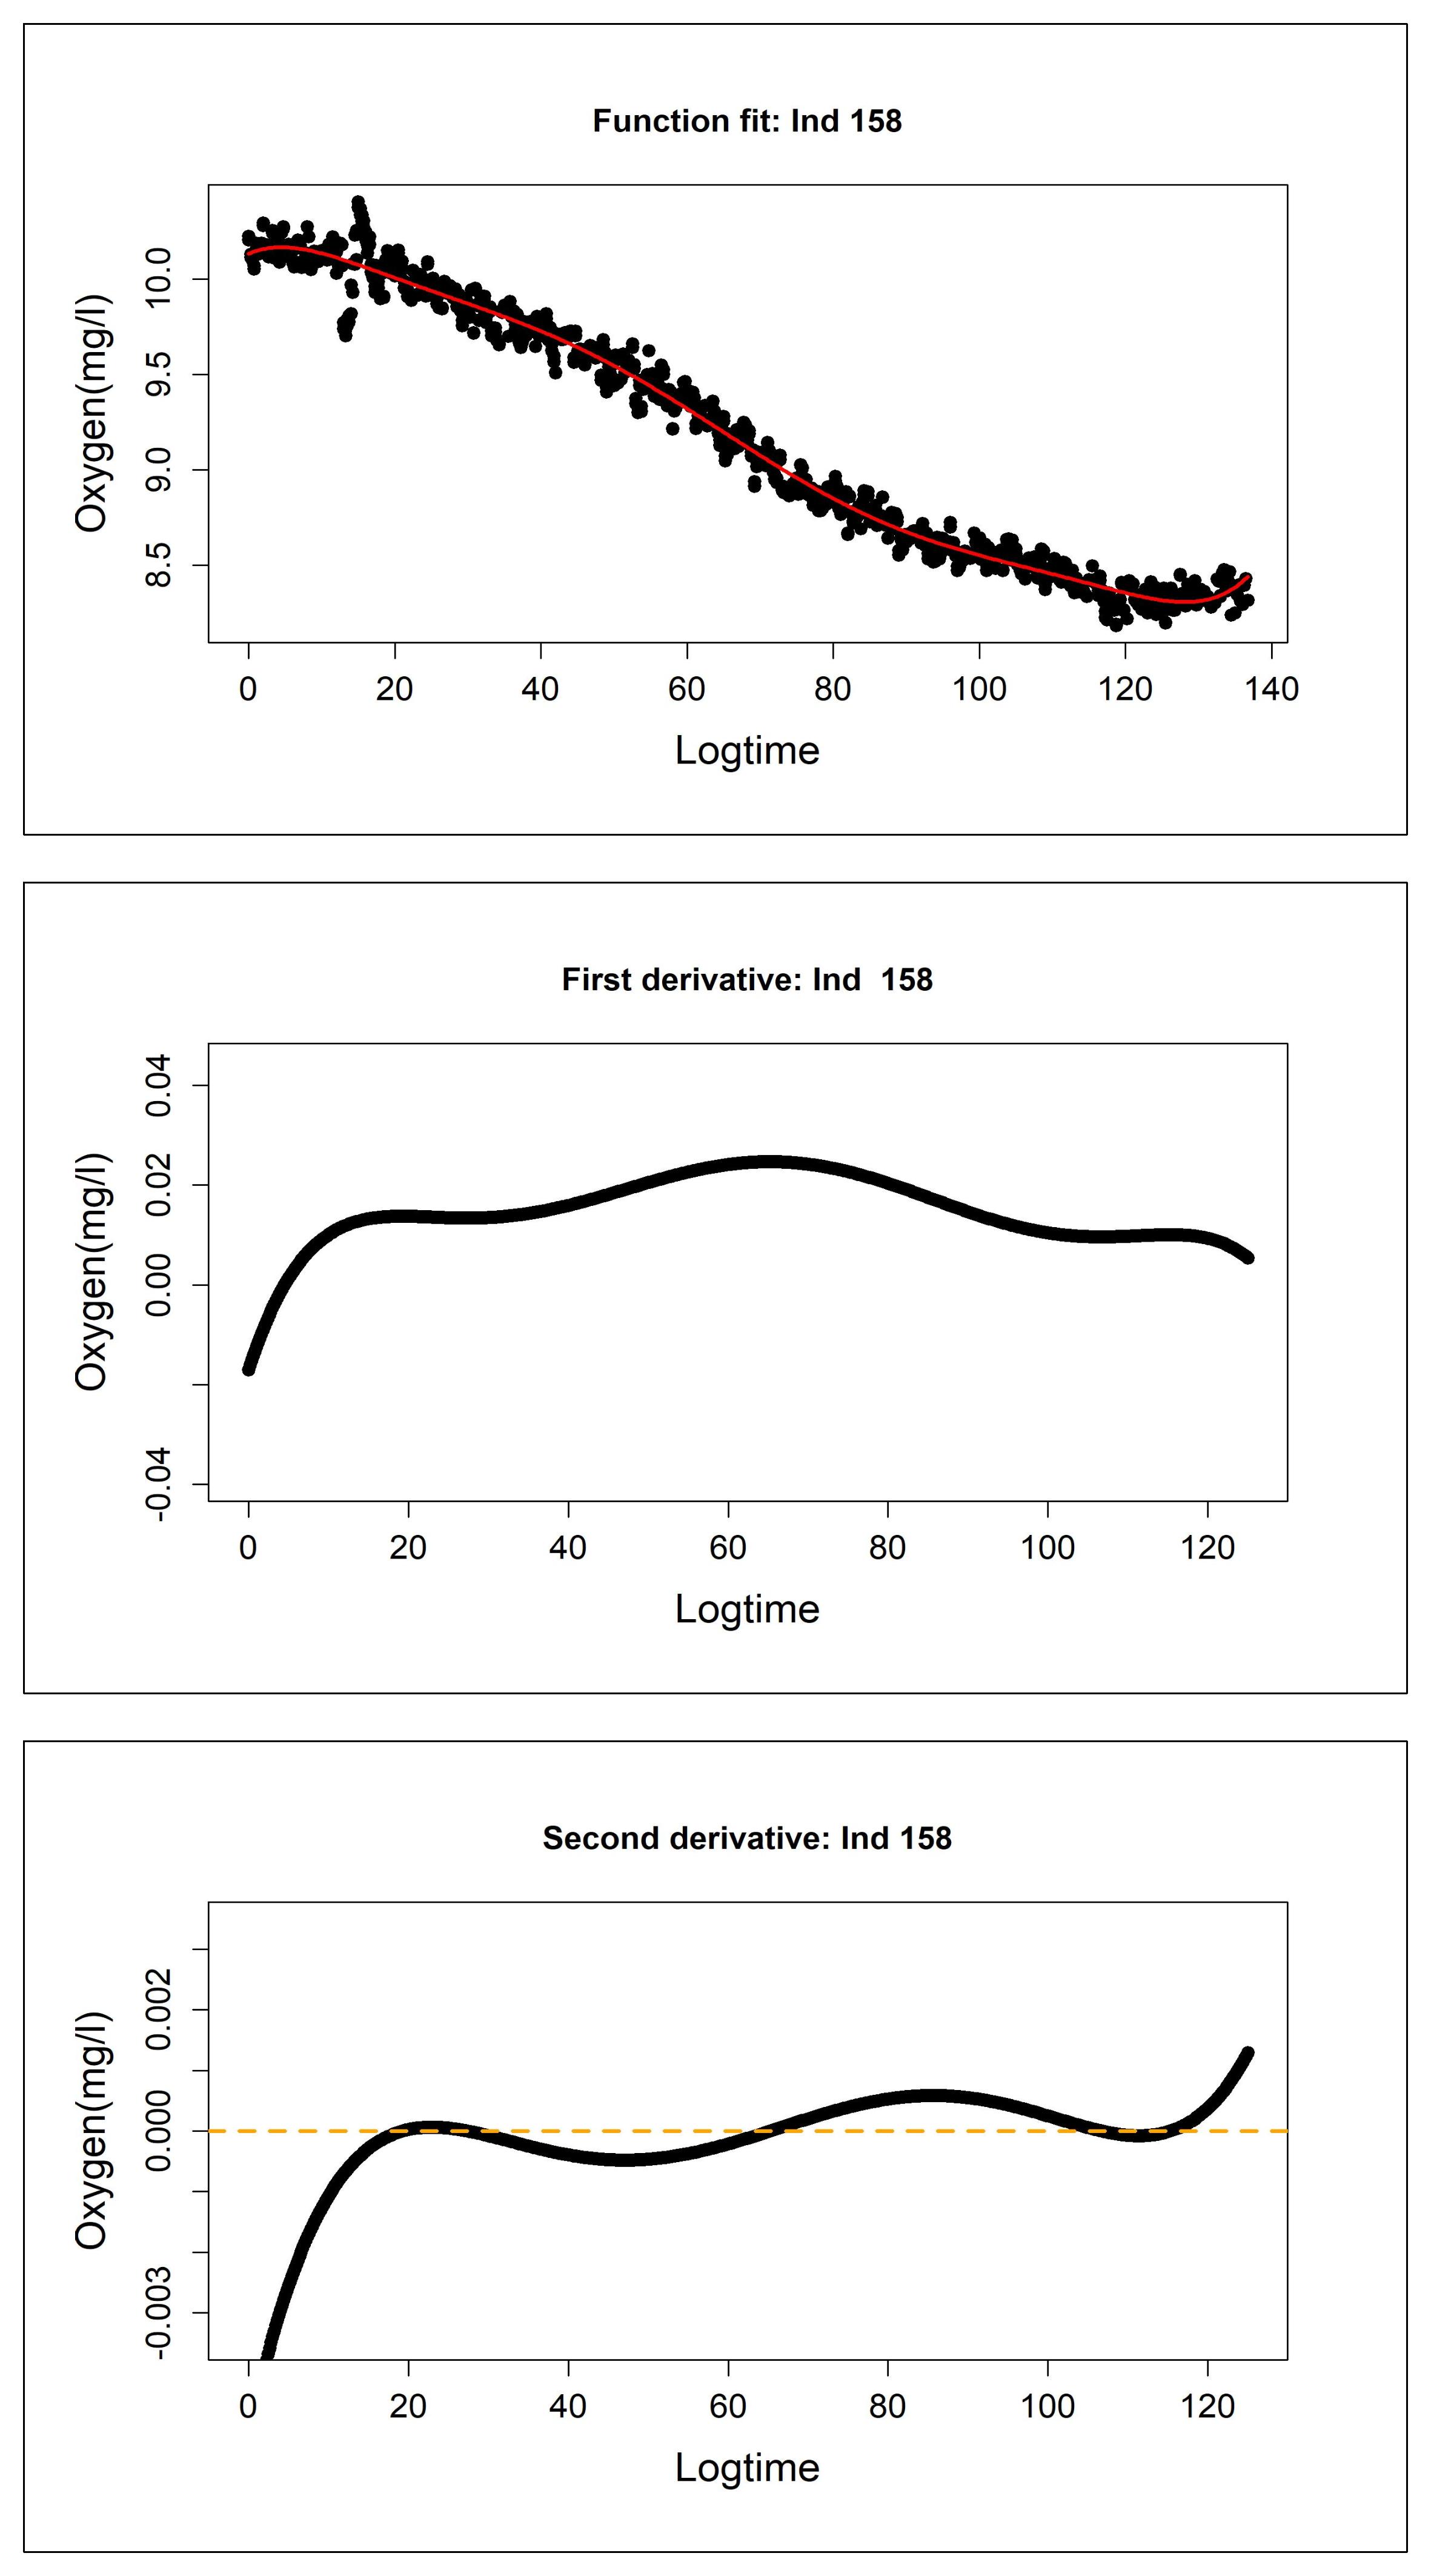 Function fit: Ind 158
Oxygen(mg/l)
10.0
9.5
9.0
8.5
0 20 40 60 80 100 120 140
Logtime
First derivative: Ind  158
Oxygen(mg/l)
0.04
0.02
0.00
-0.04
0 20 40 60 80 100 120
Logtime
Second derivative: Ind 158
Oxygen(mg/l)
0.002
0.000
-0.003
0 20 40 60 80 100 120
Logtime